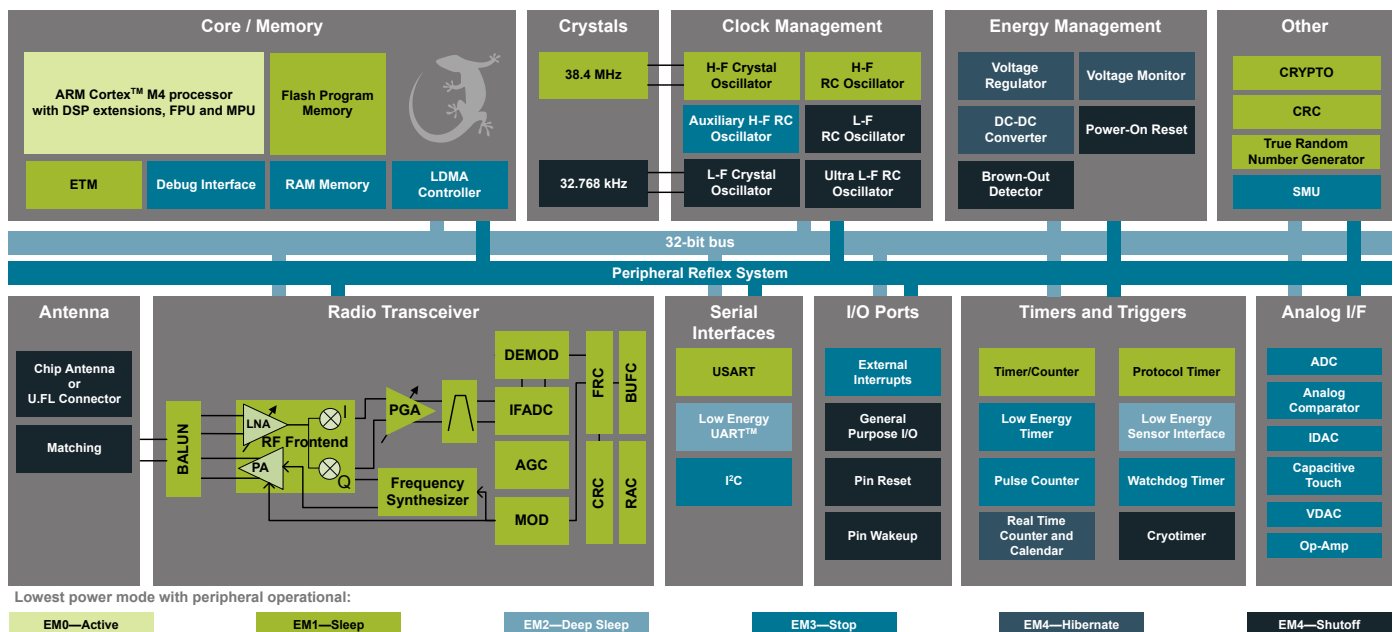 Core / Memory
ARM Cortex™ M4 processor
with DSP extensions, FPU and MPU
Flash Program
Memory
ETM
Debug Interface
RAM Memory
LDMA
Controller
Crystals
38.4 MHz
32.768 kHz
Clock Management
H-F Crystal
Oscillator
H-F
RC Oscillator
Auxiliary H-F RC
Oscillator
L-F
RC Oscillator
L-F Crystal
Oscillator
Ultra L-F RC
Oscillator
Energy Management
Voltage
Regulator
Voltage Monitor
DC-DC
Converter
Power-On Reset
Brown-Out
Detector
Other
CRYPTO
CRC
True Random
Number Generator
SMU
32-bit bus
Peripheral Reflex System
Antenna
Chip Antenna
or
U.FL Connector
Matching
Radio Transceiver
BALUN
LNA
RF Frontend
PA
I
Q
PGA
Frequency
Synthesizer
DEMOD
IFADC
AGC
MOD
FRC
BUFC
CRC
RAC
Serial
Interfaces
USART
Low Energy
UART™
I²C
I/O Ports
External
Interrupts
General
Purpose I/O
Pin Reset
Pin Wakeup
Timers and Triggers
Timer/Counter
Protocol Timer
Low Energy
Timer
Low Energy
Sensor Interface
Pulse Counter
Watchdog Timer
Real Time
Counter and
Calendar
Cryotimer
Analog I/F
ADC
Analog
Comparator
IDAC
Capacitive
Touch
VDAC
Op-Amp
Lowest power mode with peripheral operational:
EM0—Active
EM1—Sleep
EM2—Deep Sleep
EM3—Stop
EM4—Hibernate
EM4—Shutoff